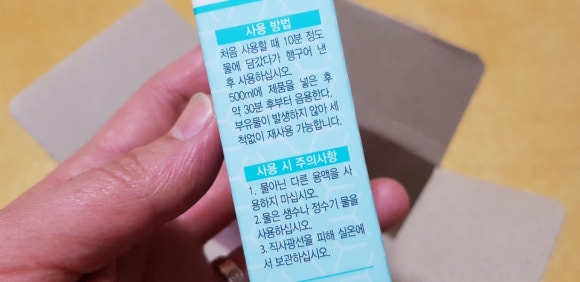 사용 방법
처음 사용할 때 10분 정도
물에 담갔다가 헹구어 낸
후 사용하십시오.
500ml에 제품을 넣은 후
약 30분 후부터 음용한다.
부유물이 발생하지 않아 세
척없이 재사용 가능합니다.
사용 시 주의사항
1. 물아닌 다른 용액을 사
용하지 마십시오.
2.물은 생수나 정수기 물을
사용하십시오.
3. 직사광선을 피해 실온에
서 보관하십시오.